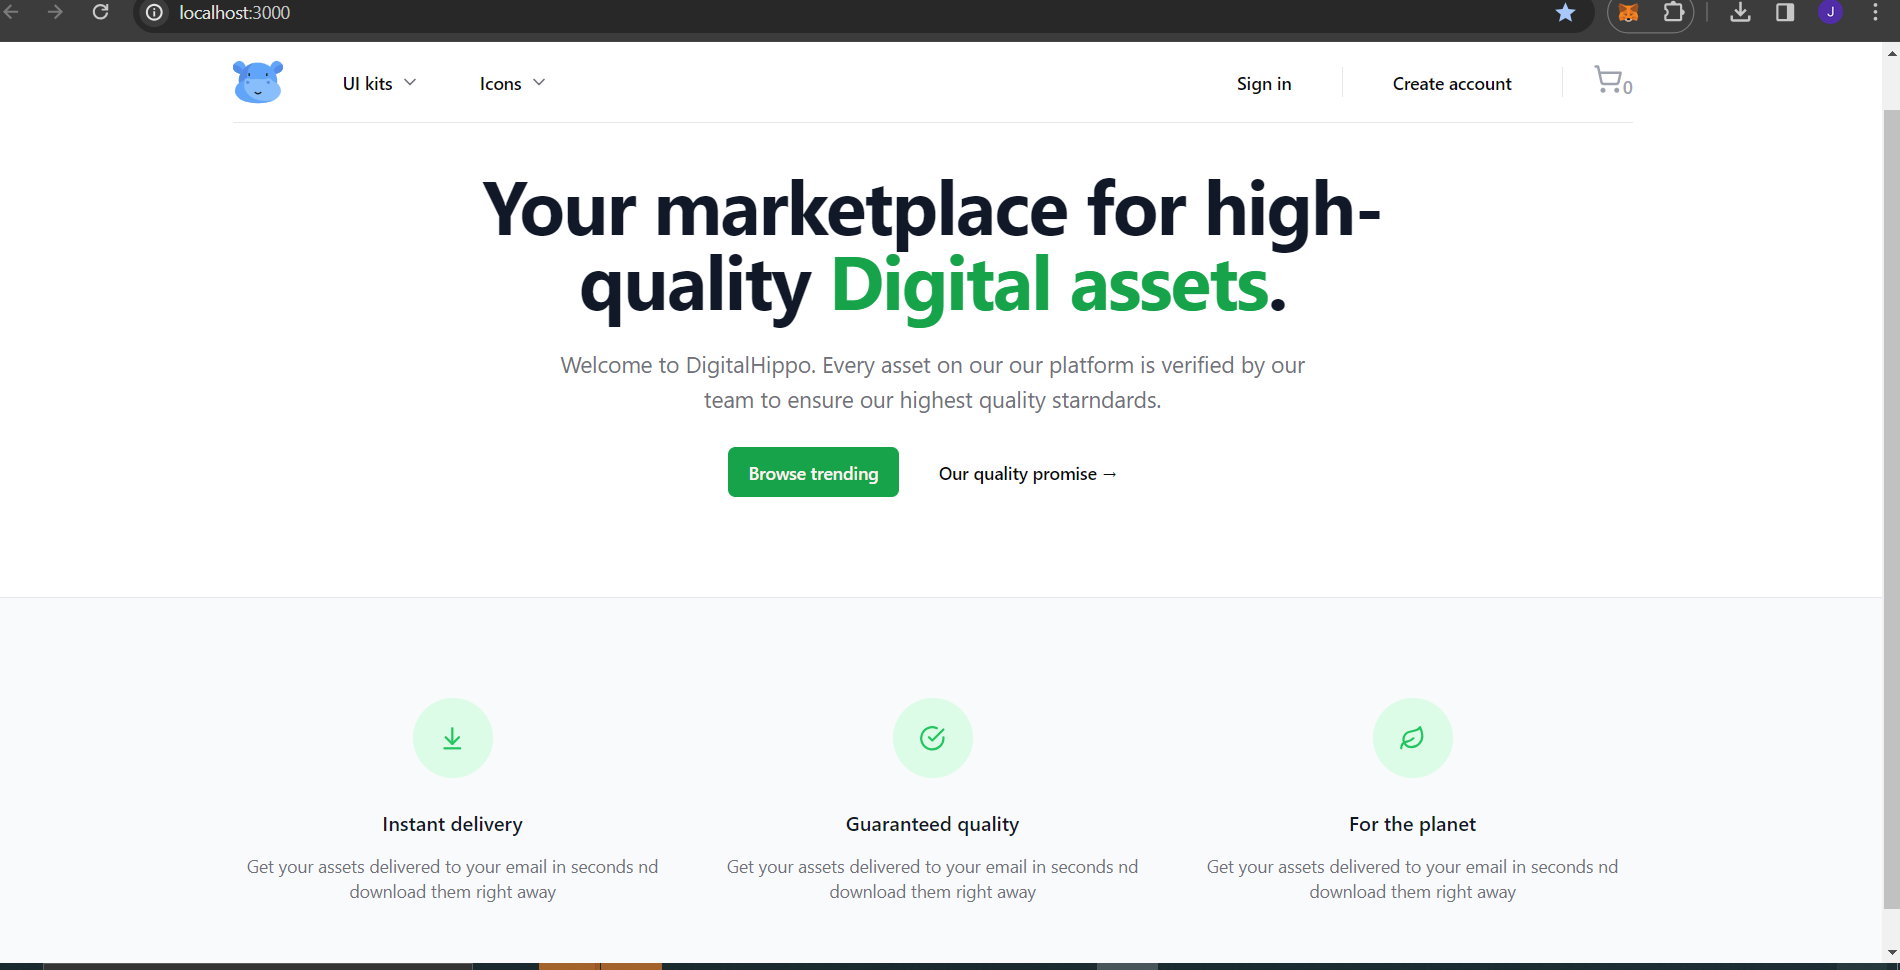 localhost:3000
J
UI kits
Icons
Sign in
Create account
0
Your marketplace for high-
quality Digital assets.
Welcome to DigitalHippo. Every asset on our our platform is verified by our
team to ensure our highest quality starndards.
Browse trending
Our quality promise →
Instant delivery
Get your assets delivered to your email in seconds nd
download them right away
Guaranteed quality
Get your assets delivered to your email in seconds nd
download them right away
For the planet
Get your assets delivered to your email in seconds nd
download them right away